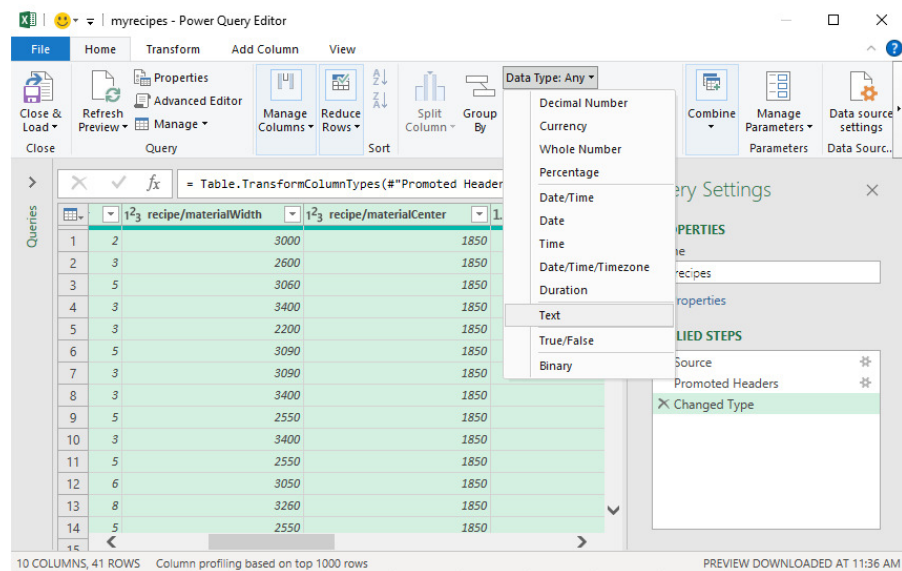 myrecipes - Power Query Editor
File Home Transform Add Column View
Close & Load
Close
Refresh Preview
Properties
Advanced Editor
Manage
Query
Manage Columns
Reduce Rows
Sort
Split Column
Group By
Data Type: Any
Combine
Manage Parameters
Parameters
Data source settings
Data Sourc..
Decimal Number
Currency
Whole Number
Percentage
Date/Time
Date
Time
Date/Time/Timezone
Duration
Text
True/False
Binary
Queries
fx = Table.TransformColumnTypes(#"Promoted Header
123 recipe/materialWidth 123 recipe/materialCenter 1.
1 2 3000 1850
2 3 2600 1850
3 5 3060 1850
4 3 3400 1850
5 3 2200 1850
6 5 3090 1850
7 3 3090 1850
8 3 3400 1850
9 5 2550 1850
10 3 3400 1850
11 5 2550 1850
12 6 3050 1850
13 8 3260 1850
14 5 2550 1850
15
ery Settings
PERTIES
ne
recipes
roperties
LIED STEPS
Source
Promoted Headers
Changed Type
10 COLUMNS, 41 ROWS Column profiling based on top 1000 rows
PREVIEW DOWNLOADED AT 11:36 AM